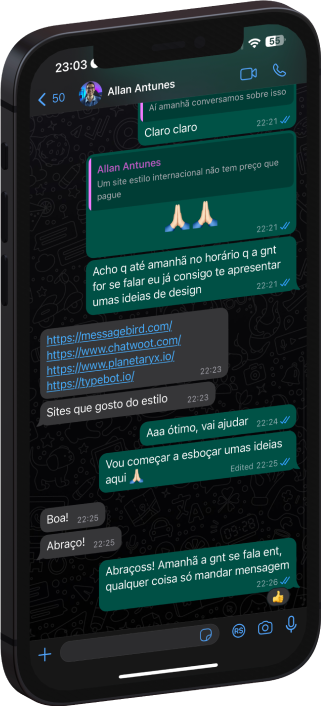 23:03
55
50
Allan Antunes
Aí amanhã conversamos sobre isso
Claro claro
22:21
Allan Antunes
Um site estilo internacional não tem preço que
pague
22:21
Acho q até amanhã no horário q a gnt
for se falar eu já consigo te apresentar
umas ideias de design
22:21
https://messagebird.com/
https://www.chatwoot.com/
https://www.planetaryx.io/
https://typebot.io/
22:23
Sites que gosto do estilo
22:23
Aaa ótimo, vai ajudar
22:24
Vou começar a esboçar umas ideias
aqui 🙏🏻
Edited 22:25
Boa!
22:25
Abraço!
22:25
Abraçoss! Amanhã a gnt se fala ent,
qualquer coisa só mandar mensagem
22:26
R$